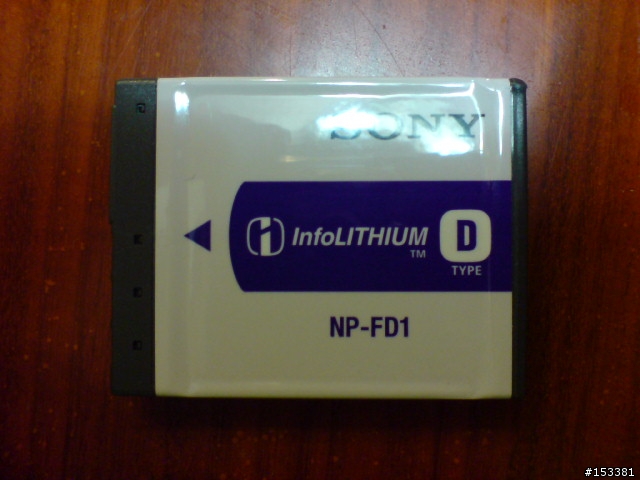 SONY
InfoLITHIUM D
TM
TYPE
NP-FD1
#153381